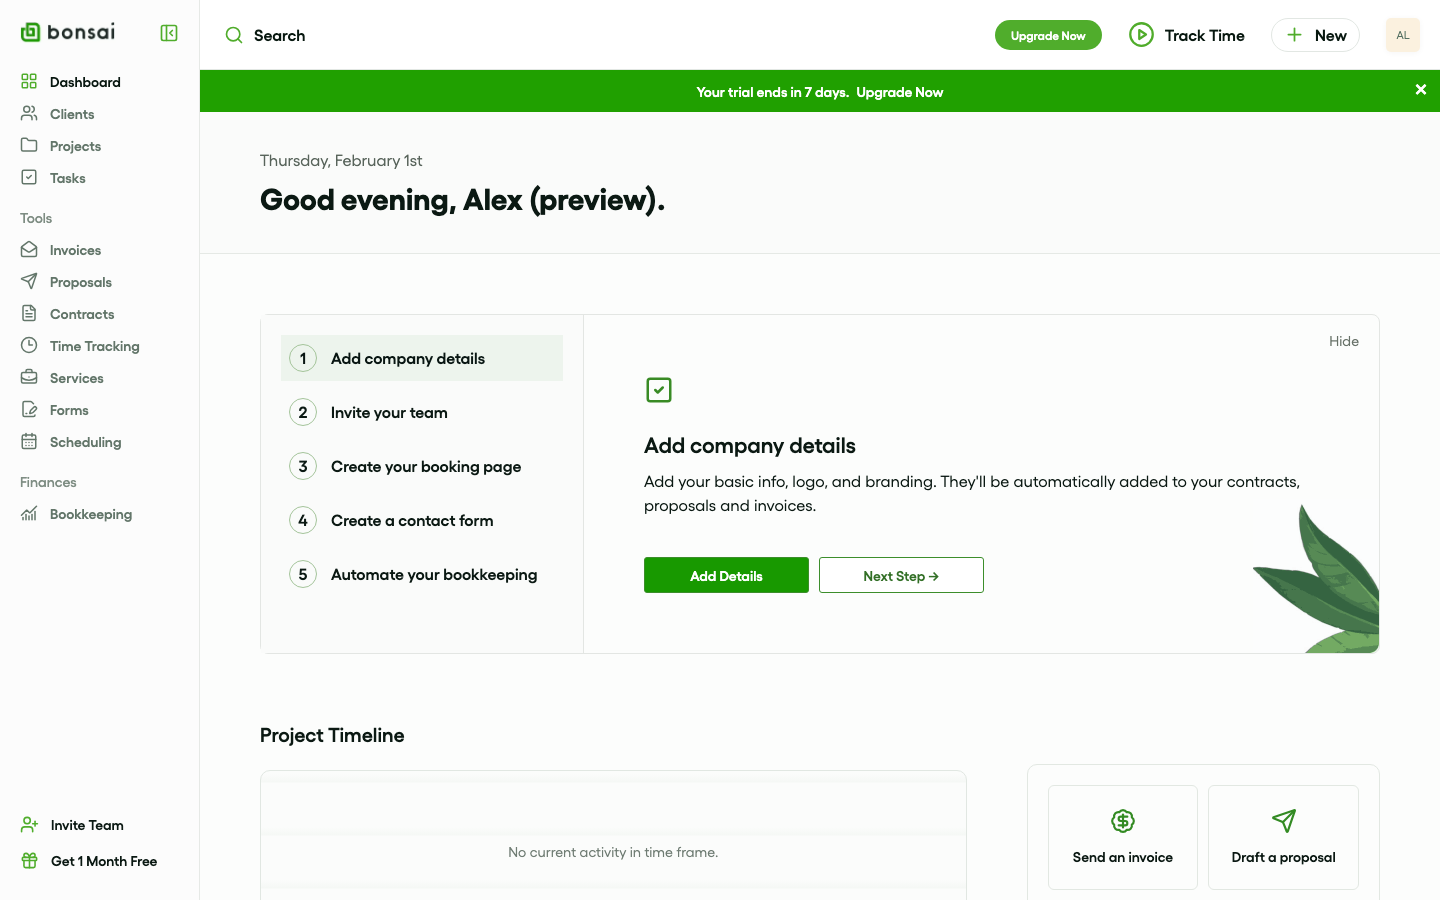 bonsai
Dashboard
Clients
Projects
Tasks
Tools
Invoices
Proposals
Contracts
Time Tracking
Services
Forms
Scheduling
Finances
Bookkeeping
Invite Team
Get 1 Month Free
Search
Upgrade Now
Track Time
New
AL
Your trial ends in 7 days. Upgrade Now
Thursday, February 1st
Good evening, Alex (preview).
1 Add company details
2 Invite your team
3 Create your booking page
4 Create a contact form
5 Automate your bookkeeping
Hide
Add company details
Add your basic info, logo, and branding. They'll be automatically added to your contracts,
proposals and invoices.
Add Details
Next Step →
Project Timeline
No current activity in time frame.
Send an invoice
Draft a proposal